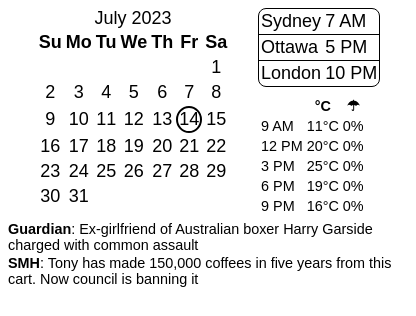 July 2023
Su Mo Tu We Th Fr Sa
1
2 3 4 5 6 7 8
9 10 11 12 13 14 15
16 17 18 19 20 21 22
23 24 25 26 27 28 29
30 31
Sydney 7 AM
Ottawa 5 PM
London 10 PM
°C ☂
9 AM 11°C 0%
12 PM 20°C 0%
3 PM 25°C 0%
6 PM 19°C 0%
9 PM 16°C 0%
Guardian: Ex-girlfriend of Australian boxer Harry Garside
charged with common assault
SMH: Tony has made 150,000 coffees in five years from this
cart. Now council is banning it